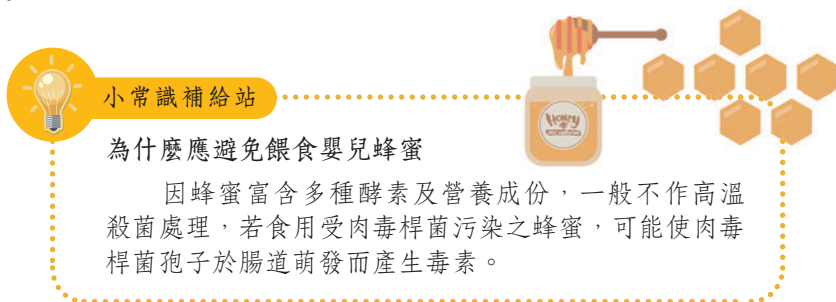 小常識補給站
Honey
為什麼應避免餵食嬰兒蜂蜜
因蜂蜜富含多種酵素及營養成份，一般不作高溫
殺菌處理，若食用受肉毒桿菌污染之蜂蜜，可能使肉毒
桿菌孢子於腸道萌發而產生毒素。